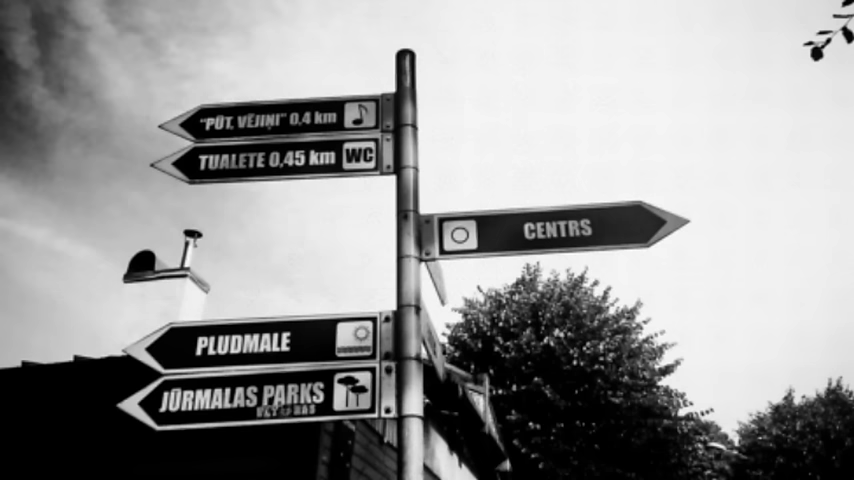 "PŪT, VĒJIŅI" 0,4 km
TUALETE 0,45 km WC
CENTRS
PLUDMALE
JŪRMALAS PARKS